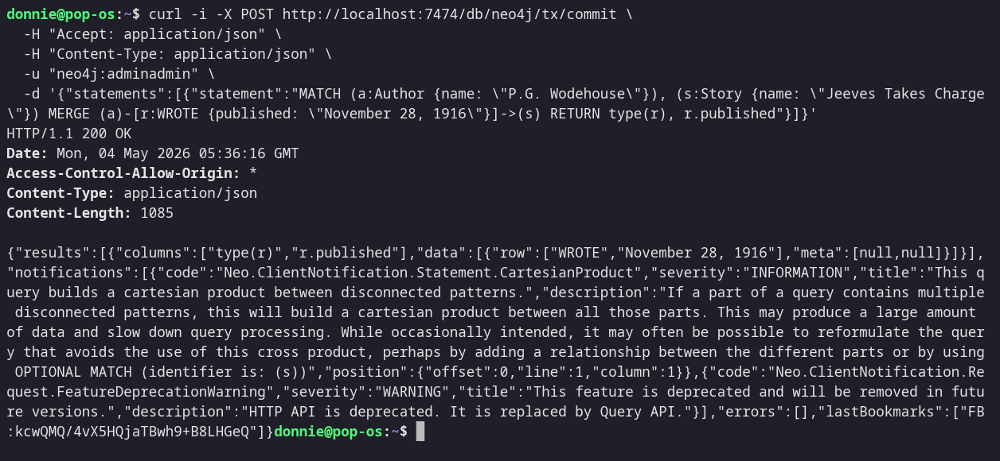 donnie@pop-os:~$ curl -i -X POST http://localhost:7474/db/neo4j/tx/commit \
  -H "Accept: application/json" \
  -H "Content-Type: application/json" \
  -u "neo4j:adminadmin" \
  -d '{"statements":[{"statement":"MATCH (a:Author {name: \"P.G. Wodehouse\"}), (s:Story {name: \"Jeeves Takes Charge
\"}) MERGE (a)-[r:WROTE {published: \"November 28, 1916\"}]->(s) RETURN type(r), r.published"}]}'
HTTP/1.1 200 OK
Date: Mon, 04 May 2026 05:36:16 GMT
Access-Control-Allow-Origin: *
Content-Type: application/json
Content-Length: 1085

{"results":[{"columns":["type(r)","r.published"],"data":[{"row":["WROTE","November 28, 1916"],"meta":[null,null]}]}],
"notifications":[{"code":"Neo.ClientNotification.Statement.CartesianProduct","severity":"INFORMATION","title":"This q
uery builds a cartesian product between disconnected patterns.","description":"If a part of a query contains multiple
 disconnected patterns, this will build a cartesian product between all those parts. This may produce a large amount
of data and slow down query processing. While occasionally intended, it may often be possible to reformulate the quer
y that avoids the use of this cross product, perhaps by adding a relationship between the different parts or by using
 OPTIONAL MATCH (identifier is: (s))","position":{"offset":0,"line":1,"column":1}},{"code":"Neo.ClientNotification.Re
quest.FeatureDeprecationWarning","severity":"WARNING","title":"This feature is deprecated and will be removed in futu
re versions.","description":"HTTP API is deprecated. It is replaced by Query API."}],"errors":[],"lastBookmarks":["FB
:kcwQMQ/4vX5HQjaTBwh9+B8LHGeQ"]}donnie@pop-os:~$